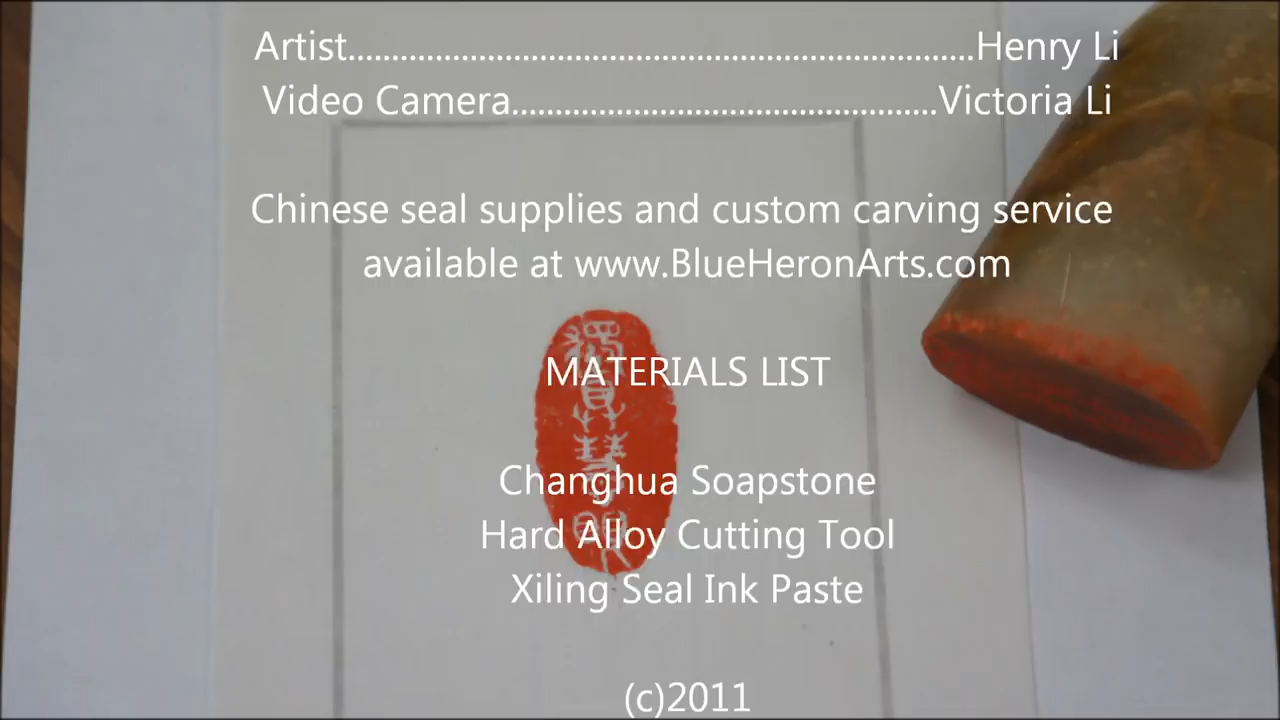 Artist......................................................................Henry Li
Video Camera................................................Victoria Li
Chinese seal supplies and custom carving service
available at www.BlueHeronArts.com
MATERIALS LIST
Changhua Soapstone
Hard Alloy Cutting Tool
Xiling Seal Ink Paste
(c)2011